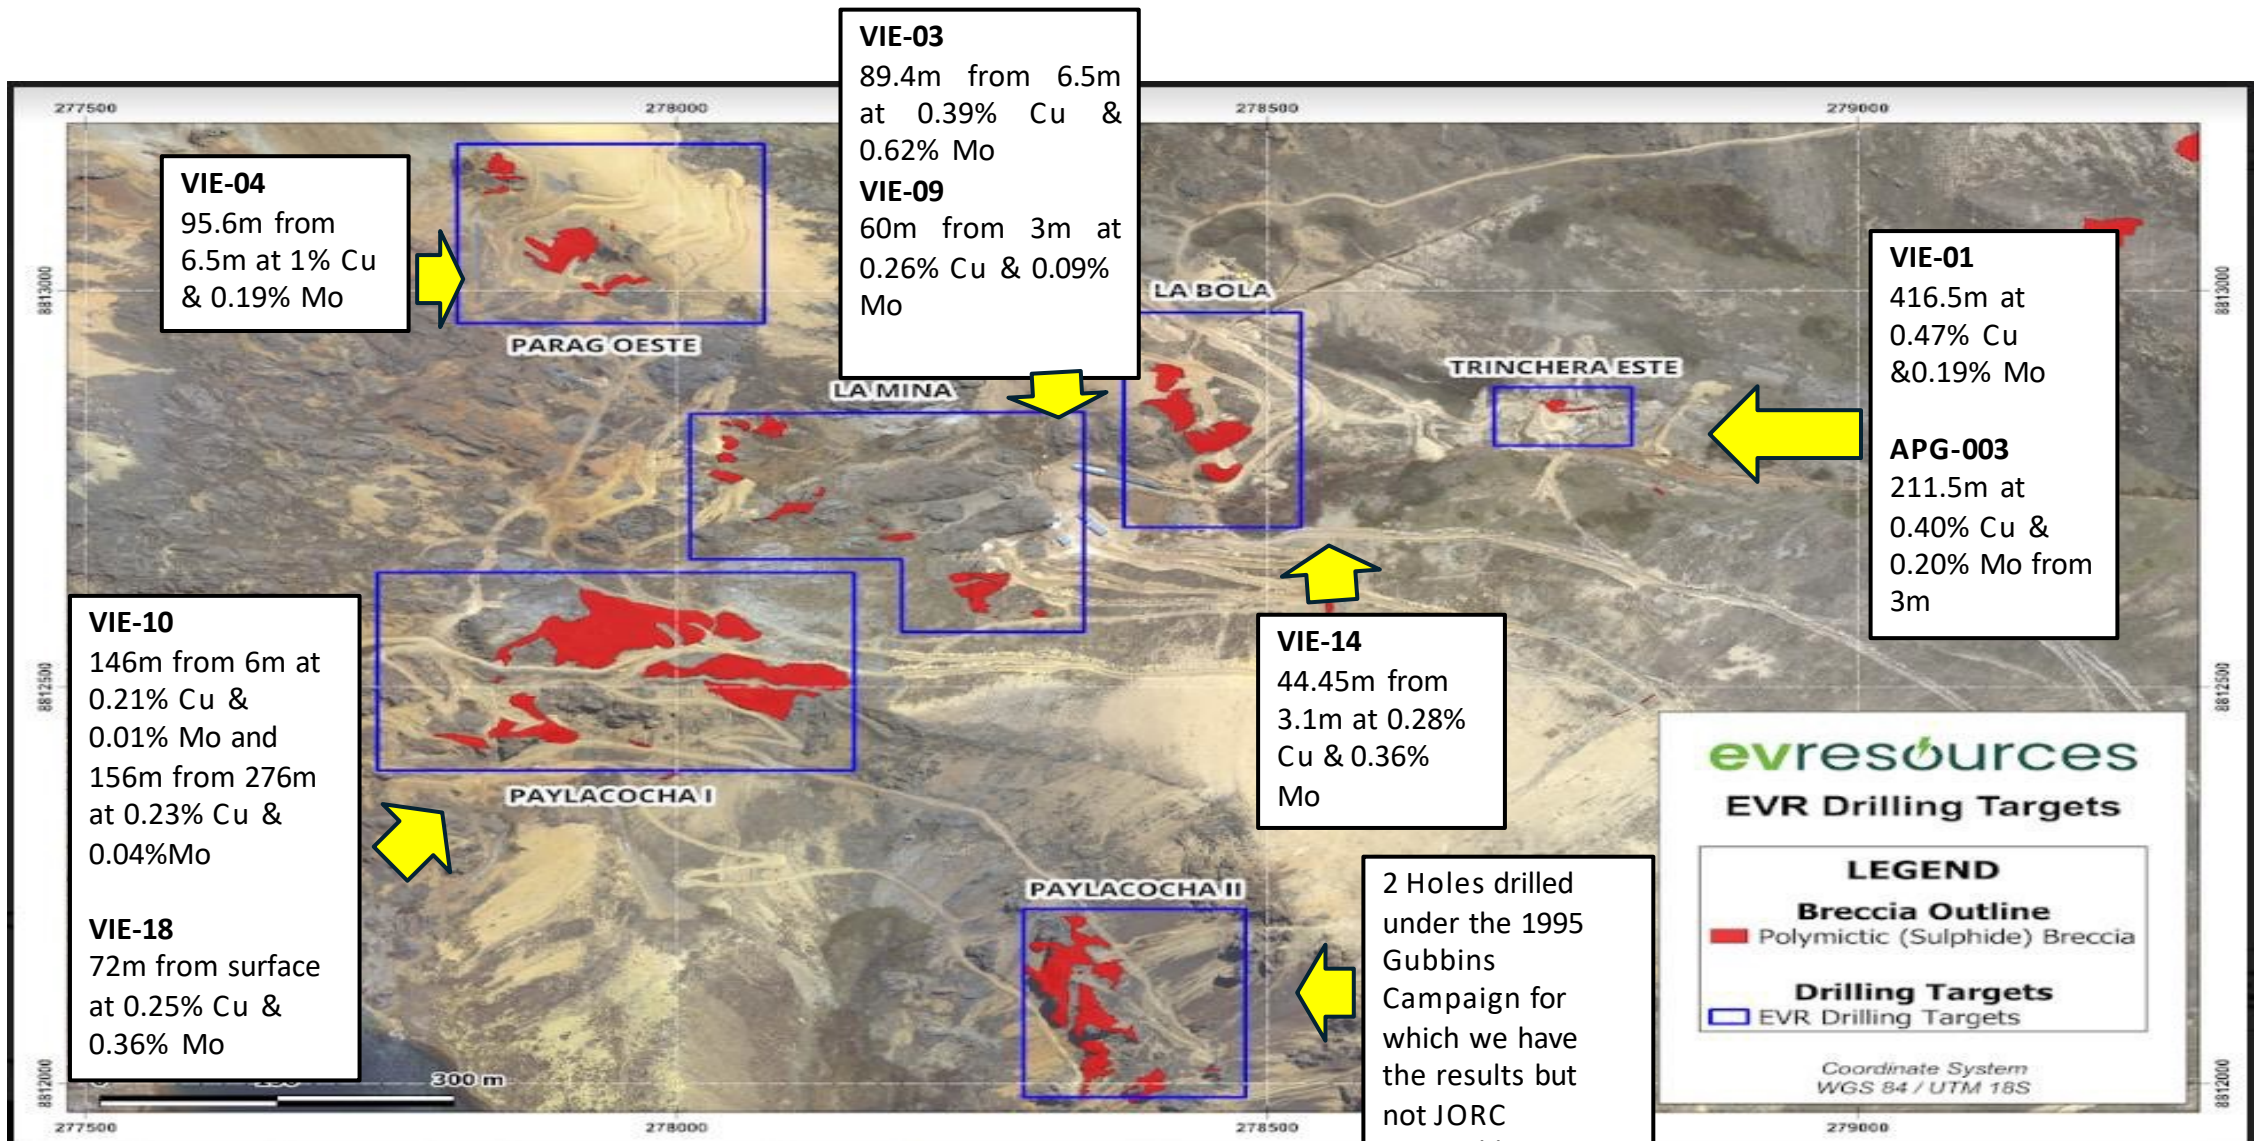 VIE-03
89.4m from 6.5m
at 0.39% Cu &
0.62% Mo
VIE-09
60m from 3m at
0.26% Cu & 0.09%
Mo
277500
278000
278500
279000
VIE-04
95.6m from
6.5m at 1% Cu
& 0.19% Mo
VIE-01
416.5m at
0.47% Cu
&0.19% Mo
APG-003
211.5m at
0.40% Cu &
0.20% Mo from
3m
8813000
8813000
LA BOLA
PARAG OESTE
TRINCHERA ESTE
LA MINA
VIE-10
146m from 6m at
0.21% Cu &
0.01% Mo and
156m from 276m
at 0.23% Cu &
0.04%Mo
VIE-18
72m from surface
at 0.25% Cu &
0.36% Mo
VIE-14
44.45m from
3.1m at 0.28%
Cu & 0.36%
Mo
8812500
8812500
PAYLACOCHA I
PAYLACOCHA II
2 Holes drilled
under the 1995
Gubbins
Campaign for
which we have
the results but
not JORC
evresources
EVR Drilling Targets
LEGEND
Breccia Outline
Polymictic (Sulphide) Breccia
Drilling Targets
EVR Drilling Targets
Coordinate System
WGS 84 / UTM 18S
300 m
8812000
8812000
277500
278000
278500
279000